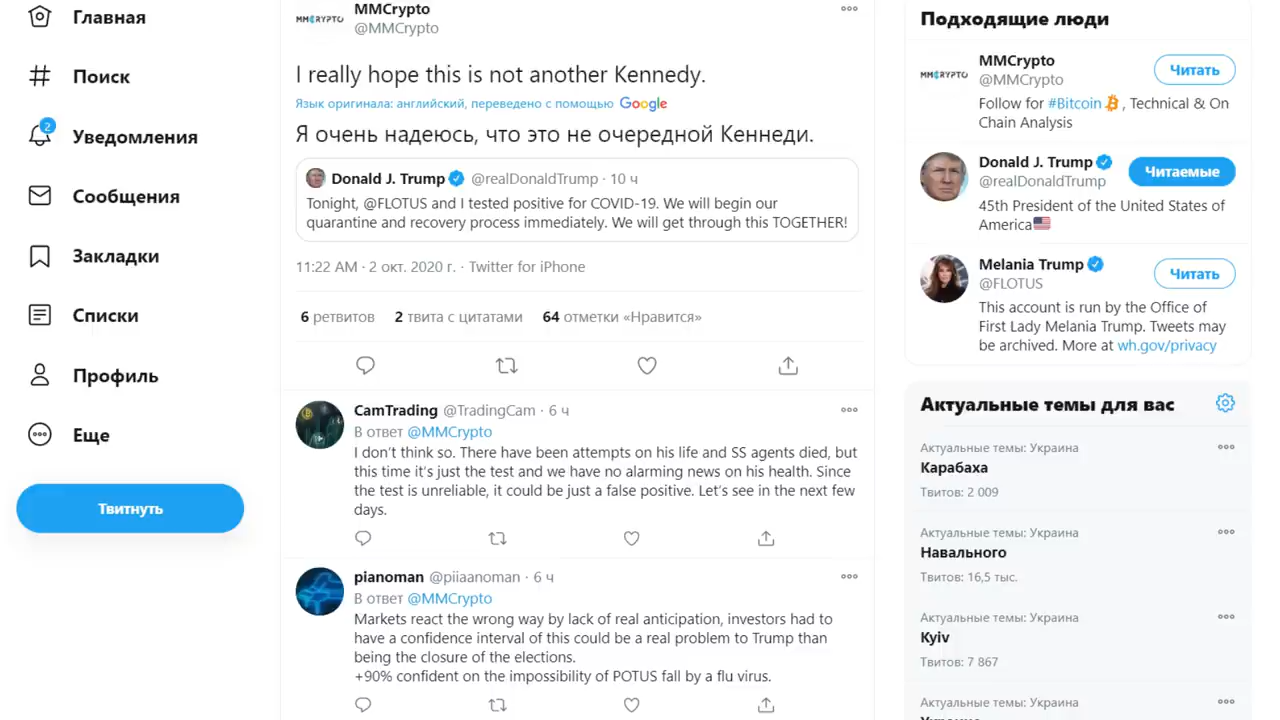 Главная
Поиск
2
Уведомления
Сообщения
Закладки
Списки
Профиль
Еще
Твитнуть
MMCRYPTO
MMCrypto
@MMCrypto
I really hope this is not another Kennedy.
Язык оригинала: английский, переведено с помощью Google
Я очень надеюсь, что это не очередной Кеннеди.
Donald J. Trump @realDonaldTrump · 10 ч
Tonight, @FLOTUS and I tested positive for COVID-19. We will begin our
quarantine and recovery process immediately. We will get through this TOGETHER!
11:22 AM · 2 окт. 2020 г. · Twitter for iPhone
6 ретвитов 2 твита с цитатами 64 отметки «Нравится»
CamTrading @TradingCam · 6 ч
В ответ @MMCrypto
I don't think so. There have been attempts on his life and SS agents died, but
this time it's just the test and we have no alarming news on his health. Since
the test is unreliable, it could be just a false positive. Let's see in the next few
days.
pianoman @piiaanoman · 6 ч
В ответ @MMCrypto
Markets react the wrong way by lack of real anticipation, investors had to
have a confidence interval of this could be a real problem to Trump than
being the closure of the elections.
+90% confident on the impossibility of POTUS fall by a flu virus.
Подходящие люди
MMCRYPTO
MMCrypto
@MMCrypto
Читать
Follow for #Bitcoin , Technical & On
Chain Analysis
Donald J. Trump
@realDonaldTrump
Читаемые
45th President of the United States of
America
Melania Trump
@FLOTUS
Читать
This account is run by the Office of
First Lady Melania Trump. Tweets may
be archived. More at wh.gov/privacy
Актуальные темы для вас
Актуальные темы: Украина
Карабаха
Твитов: 2 009
Актуальные темы: Украина
Навального
Твитов: 16,5 тыс.
Актуальные темы: Украина
Kyiv
Твитов: 7 867
Актуальные темы: Украина